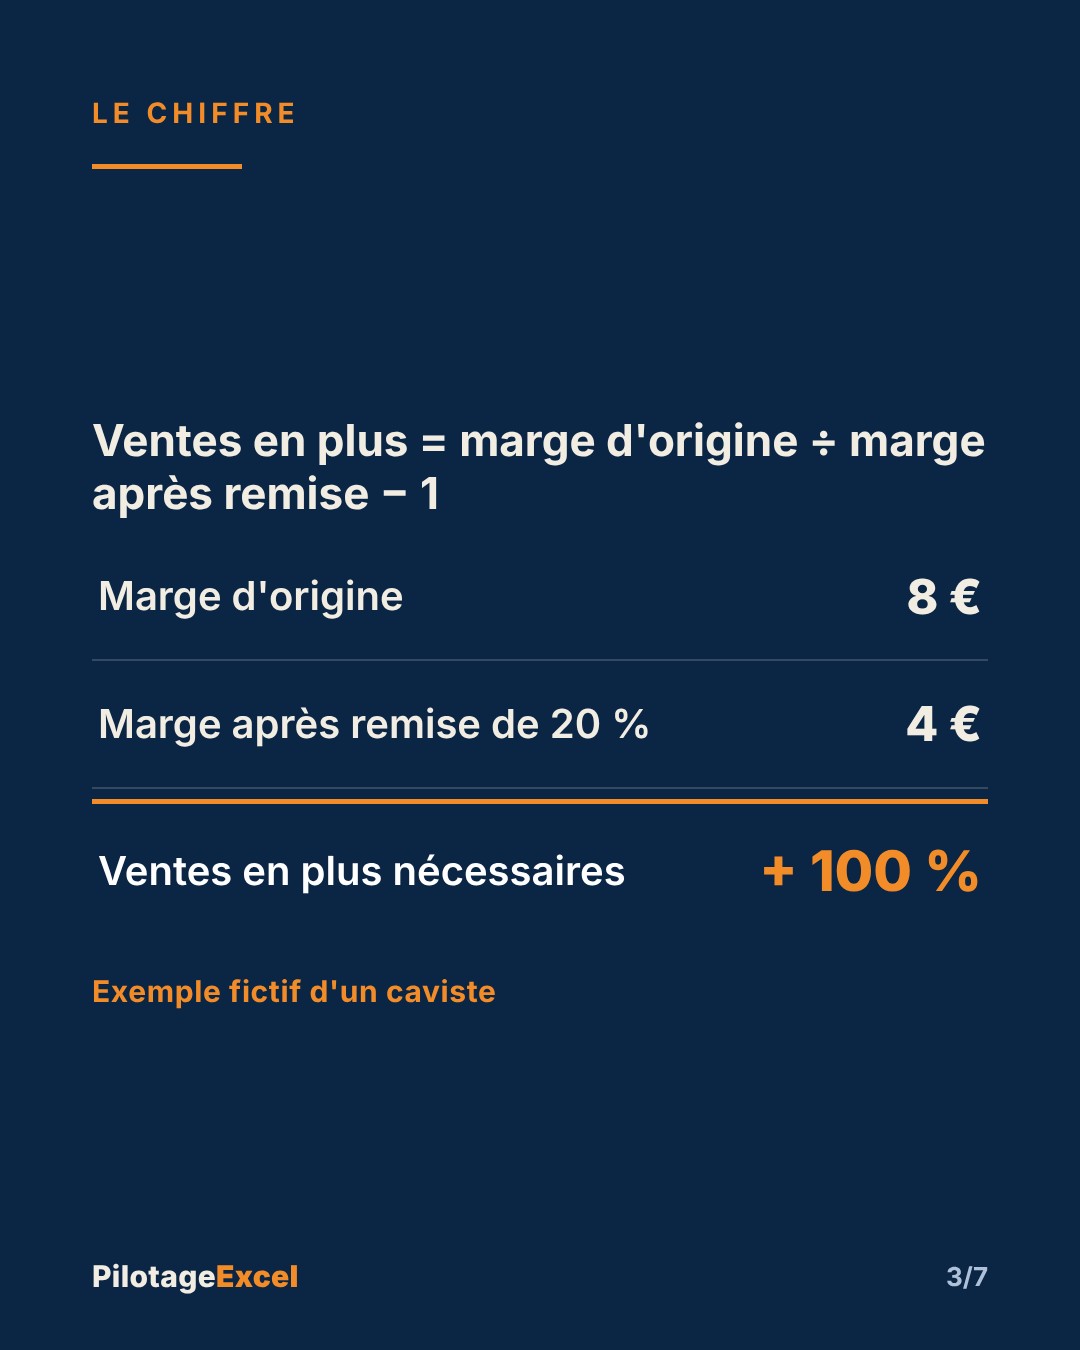 LE CHIFFRE
Ventes en plus = marge d'origine ÷ marge
après remise − 1
Marge d'origine 8 €
Marge après remise de 20 % 4 €
Ventes en plus nécessaires + 100 %
Exemple fictif d'un caviste
PilotageExcel 3/7